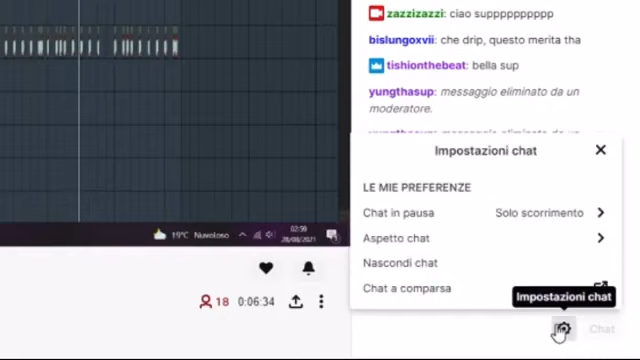 zazzizazzi: ciao supppppppppp
bislungoxvii: che drip, questo merita tha
tishionthebeat: bella sup
yungthasup: messaggio eliminato da un
moderatore.
Impostazioni chat
LE MIE PREFERENZE
Chat in pausa Solo scorrimento
Aspetto chat
Nascondi chat
Chat a comparsa
Impostazioni chat
Chat
19°C Nuvoloso
02:59
28/08/2021
18 0:06:34